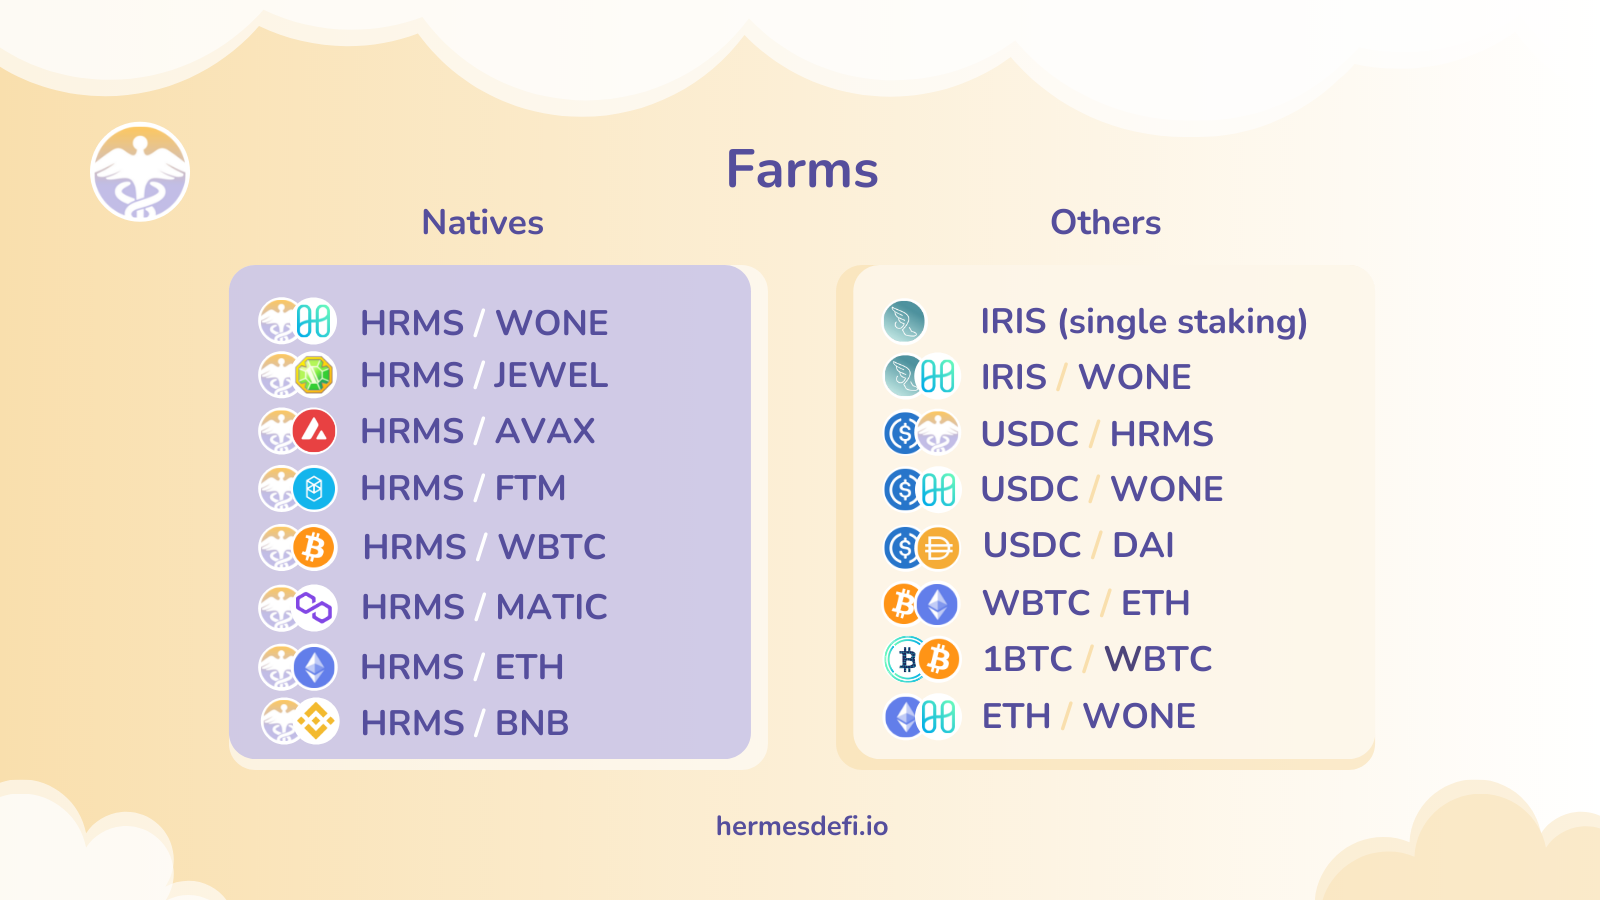 Farms
Natives
HRMS / WONE
HRMS / JEWEL
HRMS / AVAX
HRMS / FTM
HRMS / WBTC
HRMS / MATIC
HRMS / ETH
HRMS / BNB
Others
IRIS (single staking)
IRIS / WONE
USDC / HRMS
USDC / WONE
USDC / DAI
WBTC / ETH
1BTC / WBTC
ETH / WONE
hermesdefi.io